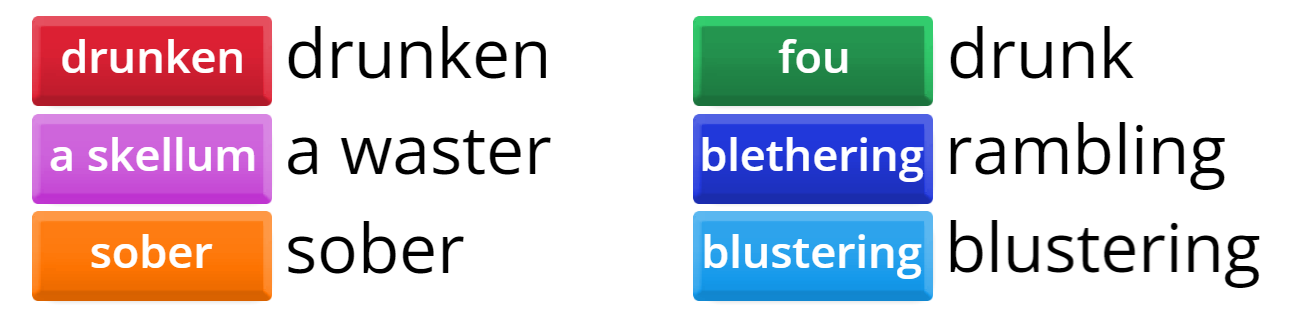 drunken drunken
a skellum a waster
sober sober
fou drunk
blethering rambling
blustering blustering